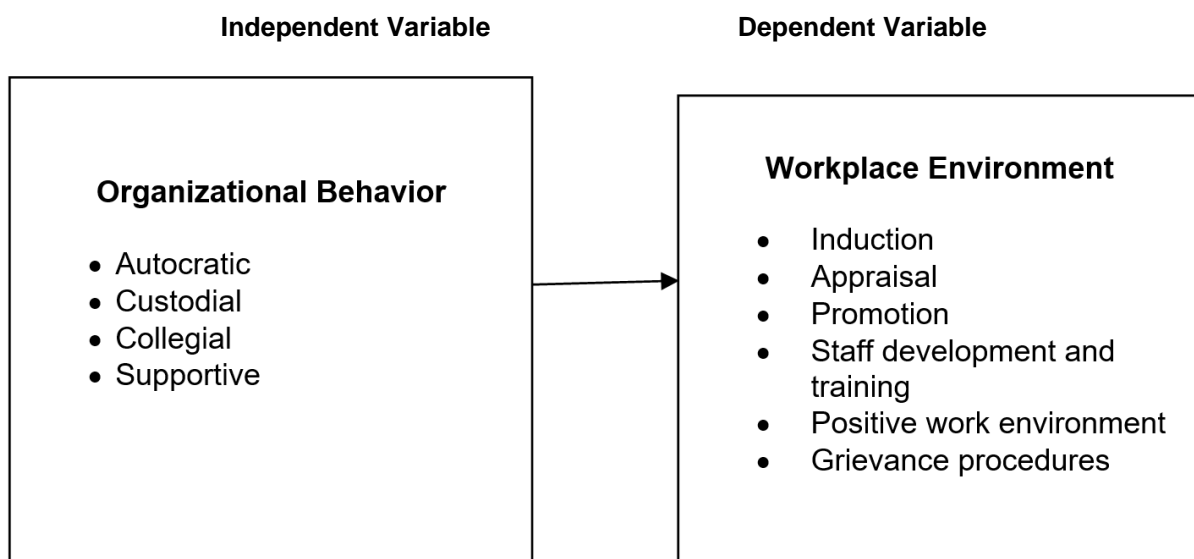 Independent Variable
Dependent Variable
Organizational Behavior
• Autocratic
• Custodial
• Collegial
• Supportive
Workplace Environment
• Induction
• Appraisal
• Promotion
• Staff development and
training
• Positive work environment
• Grievance procedures